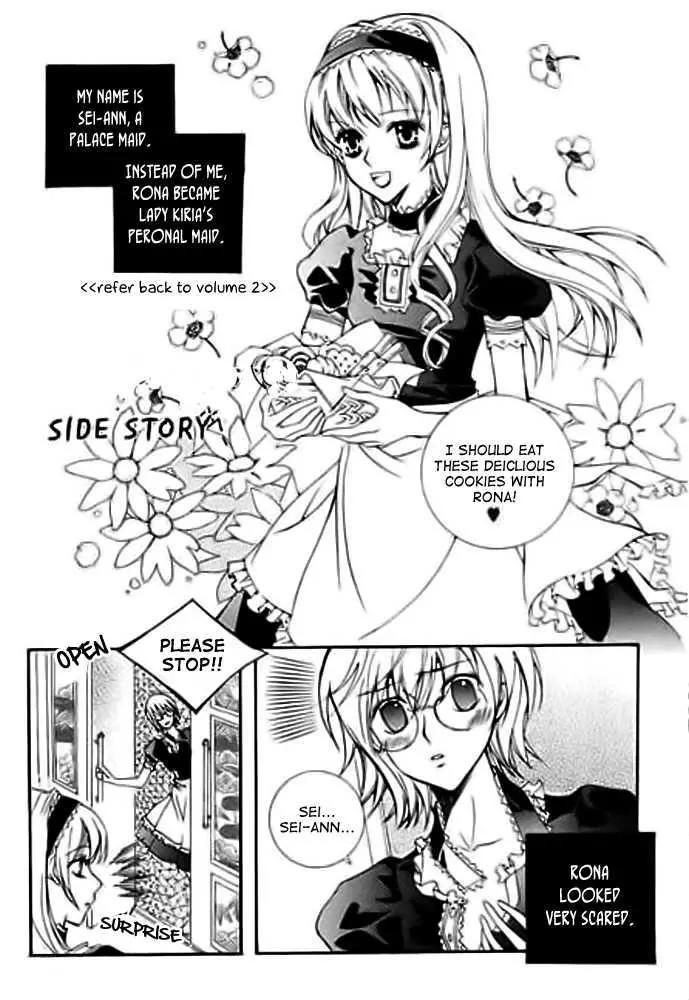 MY NAME IS
SEI-ANN, A
PALACE MAID.
INSTEAD OF ME,
RONA BECAME
LADY KIRIA'S
PERONAL MAID.
<<refer back to volume 2>>
SIDE STORY
I SHOULD EAT
THESE DEICLIOUS
COOKIES WITH
RONA!
OPEN
PLEASE
STOP!!
SURPRISE
SEI...
SEI-ANN...
RONA
LOOKED
VERY SCARED.